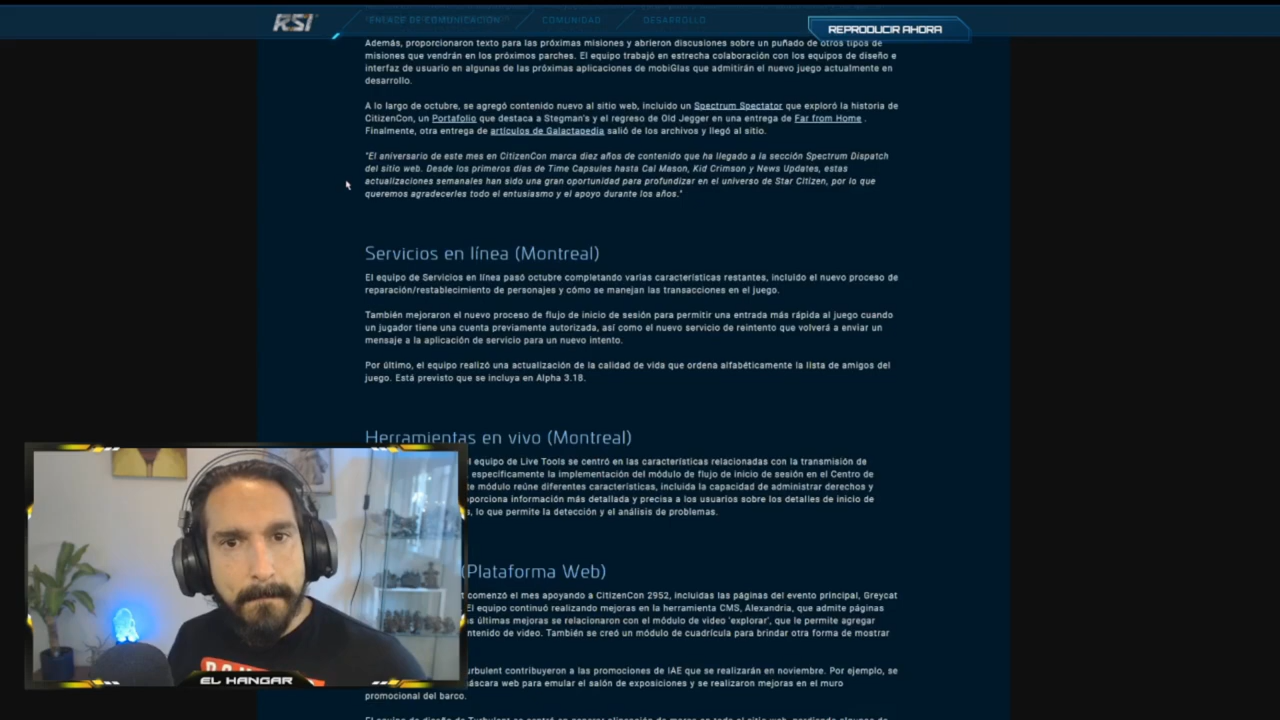 RSI
ENLACE DE COMUNICACIÓN
COMUNIDAD
DESARROLLO
REPRODUCIR AHORA
Además, proporcionaron texto para las próximas misiones y abrieron discusiones sobre un puñado de otros tipos de
misiones que vendrán en los próximos parches. El equipo trabajó en estrecha colaboración con los equipos de diseño e
interfaz de usuario en algunas de las próximas aplicaciones de mobiGlas que admitirán el nuevo juego actualmente en
desarrollo.
A lo largo de octubre, se agregó contenido nuevo al sitio web, incluido un Spectrum Spectator que exploró la historia de
CitizenCon, un Portafolio que destaca a Stegman's y el regreso de Old Jegger en una entrega de Far from Home .
Finalmente, otra entrega de artículos de Galactapedia salió de los archivos y llegó al sitio.
"El aniversario de este mes en CitizenCon marca diez años de contenido que ha llegado a la sección Spectrum Dispatch
del sitio web. Desde los primeros días de Time Capsules hasta Cal Mason, Kid Crimson y News Updates, estas
actualizaciones semanales han sido una gran oportunidad para profundizar en el universo de Star Citizen, por lo que
queremos agradecerles todo el entusiasmo y el apoyo durante los años."
Servicios en línea (Montreal)
El equipo de Servicios en línea pasó octubre completando varias características restantes, incluido el nuevo proceso de
reparación/restablecimiento de personajes y cómo se manejan las transacciones en el juego.
También mejoraron el nuevo proceso de flujo de inicio de sesión para permitir una entrada más rápida al juego cuando
un jugador tiene una cuenta previamente autorizada, así como el nuevo servicio de reintento que volverá a enviar un
mensaje a la aplicación de servicio para un nuevo intento.
Por último, el equipo realizó una actualización de la calidad de vida que ordena alfabéticamente la lista de amigos del
juego. Está previsto que se incluya en Alpha 3.18.
Herramientas en vivo (Montreal)
l equipo de Live Tools se centró en las características relacionadas con la transmisión de
específicamente la implementación del módulo de flujo de inicio de sesión en el Centro de
te módulo reúne diferentes características, incluida la capacidad de administrar derechos y
porciona información más detallada y precisa a los usuarios sobre los detalles de inicio de
, lo que permite la detección y el análisis de problemas.
(Plataforma Web)
t comenzó el mes apoyando a CitizenCon 2952, incluidas las páginas del evento principal, Greycat
El equipo continuó realizando mejoras en la herramienta CMS, Alexandria, que admite páginas
s últimas mejoras se relacionaron con el módulo de video 'explorar', que le permite agregar
ntenido de video. También se creó un módulo de cuadrícula para brindar otra forma de mostrar
urbulent contribuyeron a las promociones de IAE que se realizarán en noviembre. Por ejemplo, se
áscara web para emular el salón de exposiciones y se realizaron mejoras en el muro
promocional del barco.
EL HANGAR